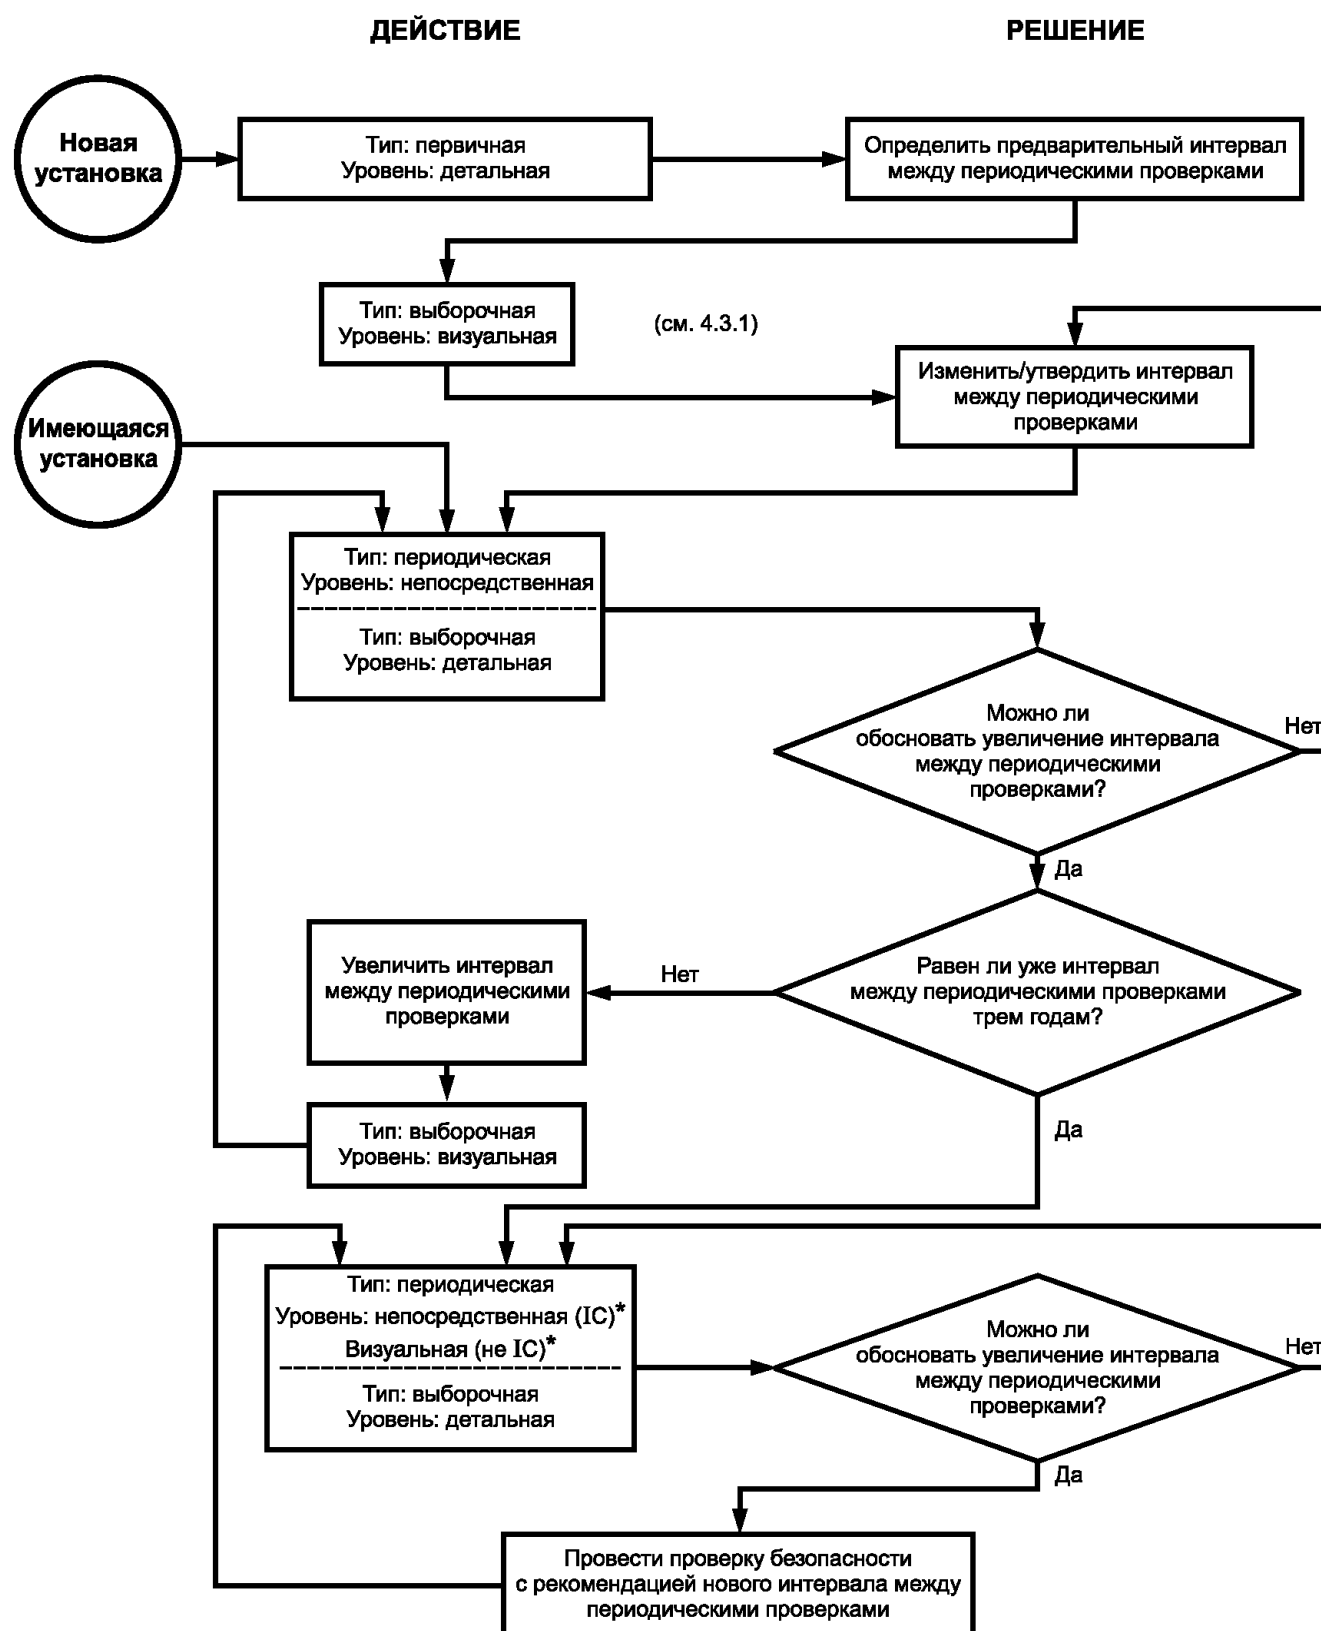 ДЕЙСТВИЕ
РЕШЕНИЕ
Новая
установка
Тип: первичная
Уровень: детальная
Определить предварительный интервал
между периодическими проверками
Тип: выборочная
Уровень: визуальная
(см. 4.3.1)
Изменить/утвердить интервал
между периодическими
проверками
Имеющаяся
установка
Тип: периодическая
Уровень: непосредственная
Тип: выборочная
Уровень: детальная
Можно ли
обосновать увеличение интервала
между периодическими
проверками?
Нет
Да
Увеличить интервал
между периодическими
проверками
Нет
Равен ли уже интервал
между периодическими проверками
трем годам?
Тип: выборочная
Уровень: визуальная
Да
Тип: периодическая
Уровень: непосредственная (IC)*
Визуальная (не IC)*
Тип: выборочная
Уровень: детальная
Можно ли
обосновать увеличение интервала
между периодическими
проверками?
Нет
Да
Провести проверку безопасности
с рекомендацией нового интервала между
периодическими проверками